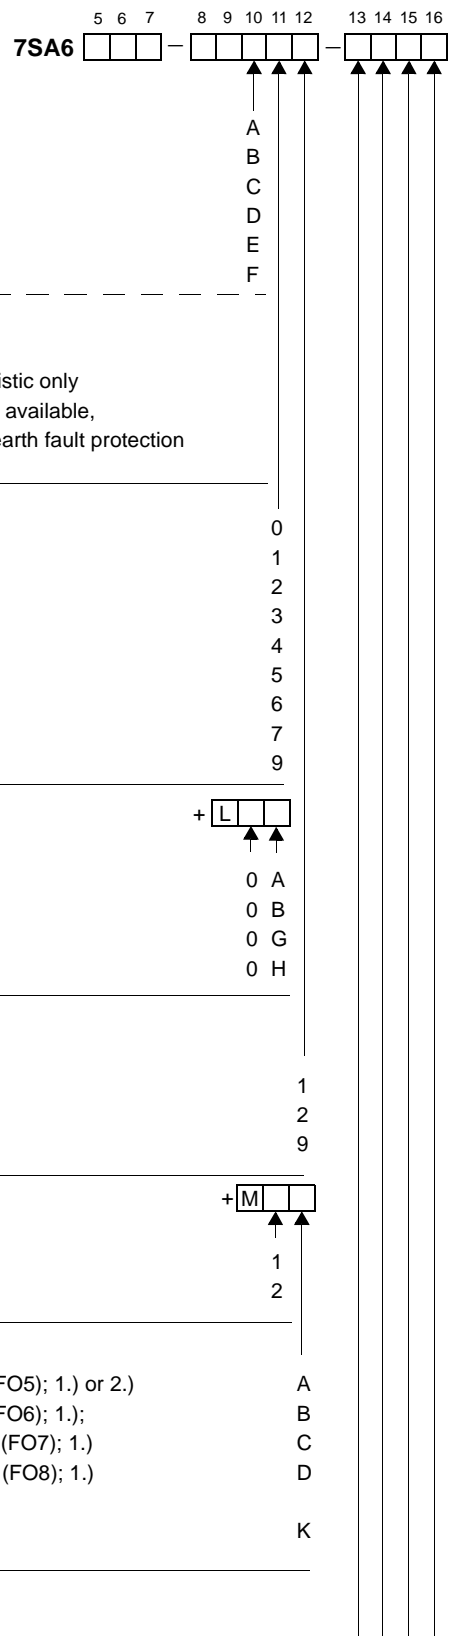 5 6 7 8 9 10 11 12 13 14 15 16
7SA6 – –
A
B
C
D
E
F
istic only
available,
earth fault protection
0
1
2
3
4
5
6
7
9
+ L
0 A
0 B
0 G
0 H
1
2
9
+ M
1
2
FO5); 1.) or 2.) A
FO6); 1.); B
(FO7); 1.) C
(FO8); 1.) D
K